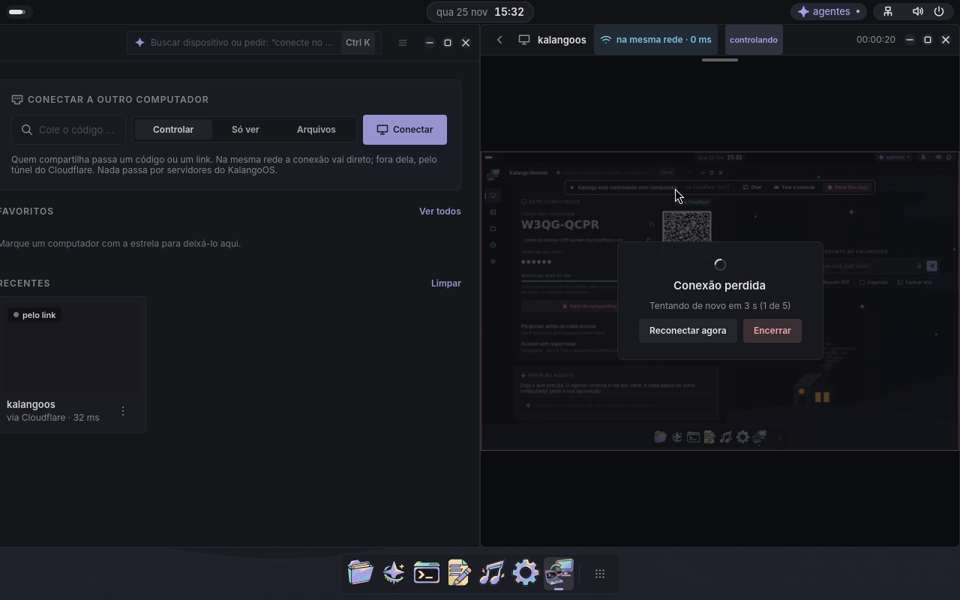 qua 25 nov 15:32
agentes
Buscar dispositivo ou pedir: "conecte no ...
Ctrl K
kalangoos
na mesma rede · 0 ms
controlando
00:00:20
CONECTAR A OUTRO COMPUTADOR
Cole o código ...
Controlar
Só ver
Arquivos
Conectar
Quem compartilha passa um código ou um link. Na mesma rede a conexão vai direto; fora dela, pelo
túnel do Cloudflare. Nada passa por servidores do KalangoOS.
FAVORITOS
Ver todos
Marque um computador com a estrela para deixá-lo aqui.
RECENTES
Limpar
pelo link
kalangoos
via Cloudflare · 32 ms
15:31
W3QG-QCPR
Conexão perdida
Tentando de novo em 3 s (1 de 5)
Reconectar agora
Encerrar